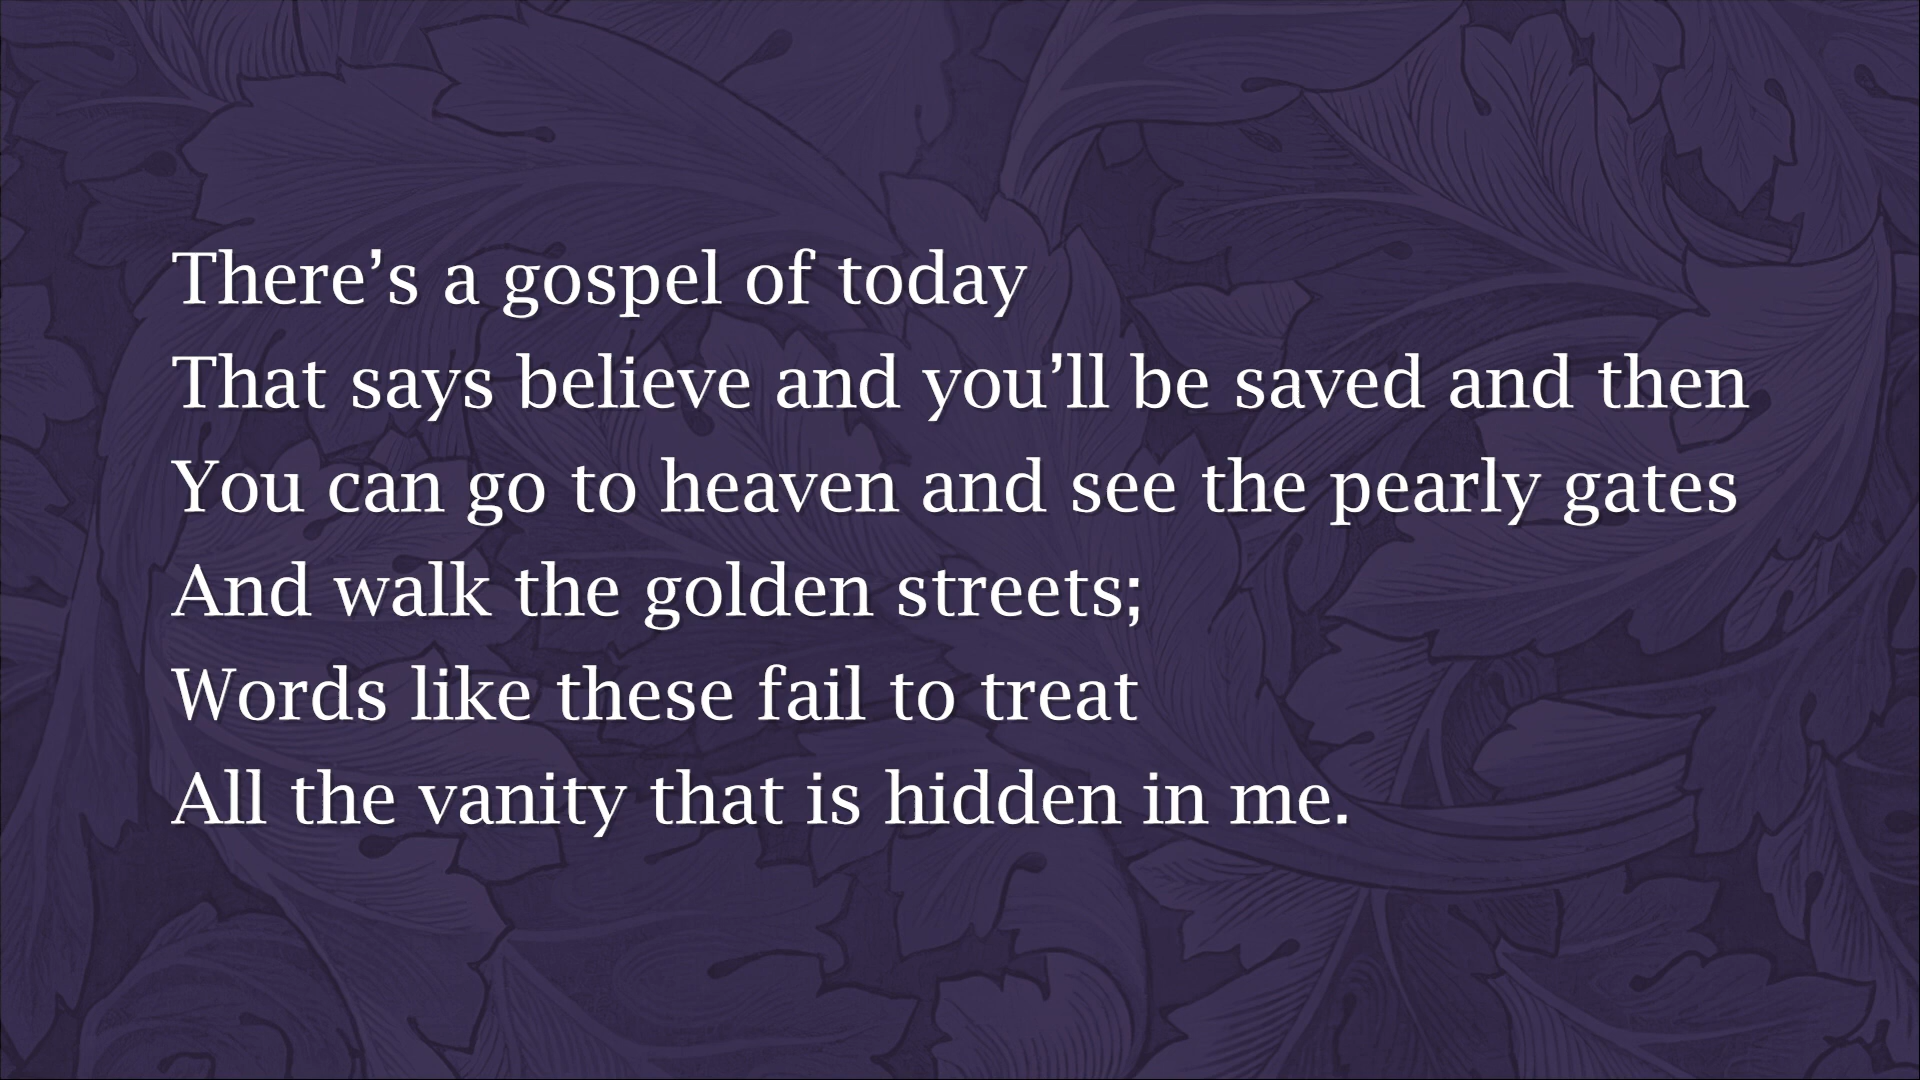 There’s a gospel of today
That says believe and you’ll be saved and then
You can go to heaven and see the pearly gates
And walk the golden streets;
Words like these fail to treat
All the vanity that is hidden in me.